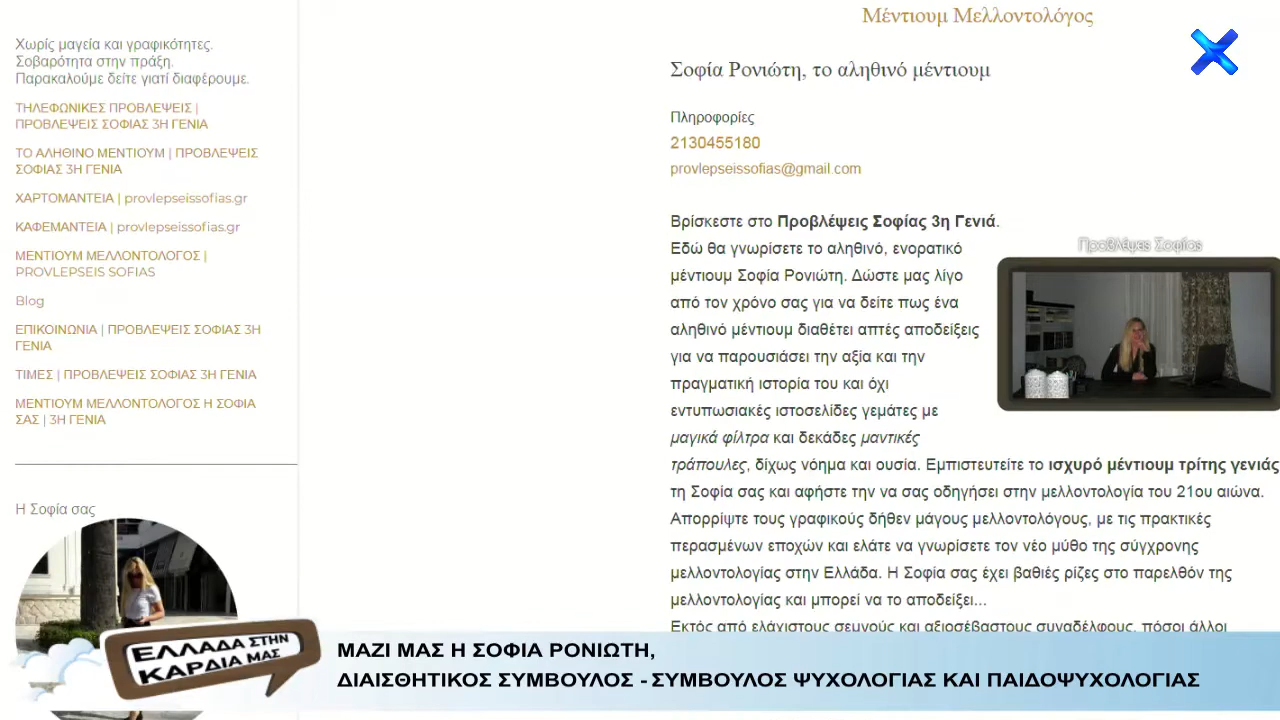 Χωρίς μαγεία και γραφικότητες.
Σοβαρότητα στην πράξη.
Παρακαλούμε δείτε γιατί διαφέρουμε.
ΤΗΛΕΦΩΝΙΚΕΣ ΠΡΟΒΛΕΨΕΙΣ |
ΠΡΟΒΛΕΨΕΙΣ ΣΟΦΙΑΣ 3Η ΓΕΝΙΑ
ΤΟ ΑΛΗΘΙΝΟ ΜΕΝΤΙΟΥΜ | ΠΡΟΒΛΕΨΕΙΣ
ΣΟΦΙΑΣ 3Η ΓΕΝΙΑ
ΧΑΡΤΟΜΑΝΤΕΙΑ | provlepseissofias.gr
ΚΑΦΕΜΑΝΤΕΙΑ | provlepseissofias.gr
ΜΕΝΤΙΟΥΜ ΜΕΛΛΟΝΤΟΛΟΓΟΣ |
PROVLEPSEIS SOFIAS
Blog
ΕΠΙΚΟΙΝΩΝΙΑ | ΠΡΟΒΛΕΨΕΙΣ ΣΟΦΙΑΣ 3Η
ΓΕΝΙΑ
ΤΙΜΕΣ | ΠΡΟΒΛΕΨΕΙΣ ΣΟΦΙΑΣ 3Η ΓΕΝΙΑ
ΜΕΝΤΙΟΥΜ ΜΕΛΛΟΝΤΟΛΟΓΟΣ Η ΣΟΦΙΑ
ΣΑΣ | 3Η ΓΕΝΙΑ
Η Σοφία σας
Μέντιουμ Μελλοντολόγος
Σοφία Ρονιώτη, το αληθινό μέντιουμ
Πληροφορίες
2130455180
provlepseissofias@gmail.com
Βρίσκεστε στο Προβλέψεις Σοφίας 3η Γενιά.
Εδώ θα γνωρίσετε το αληθινό, ενορατικό
μέντιουμ Σοφία Ρονιώτη. Δώστε μας λίγο
από τον χρόνο σας για να δείτε πως ένα
αληθινό μέντιουμ διαθέτει απτές αποδείξεις
για να παρουσιάσει την αξία και την
πραγματική ιστορία του και όχι
εντυπωσιακές ιστοσελίδες γεμάτες με
μαγικά φίλτρα και δεκάδες μαντικές
τράπουλες, δίχως νόημα και ουσία. Εμπιστευτείτε το ισχυρό μέντιουμ τρίτης γενιάς
τη Σοφία σας και αφήστε την να σας οδηγήσει στην μελλοντολογία του 21ου αιώνα.
Απορρίψτε τους γραφικούς δήθεν μάγους μελλοντολόγους, με τις πρακτικές
περασμένων εποχών και ελάτε να γνωρίσετε τον νέο μύθο της σύγχρονης
μελλοντολογίας στην Ελλάδα. Η Σοφία σας έχει βαθιές ρίζες στο παρελθόν της
μελλοντολογίας και μπορεί να το αποδείξει...
Εκτός από ελάχιστους σεμνούς και αξιοσέβαστους συναδέλφους, πόσοι άλλοι
Προβλέψεις Σοφίας
ΕΛΛΑΔΑ ΣΤΗΝ
ΚΑΡΔΙΑ ΜΑΣ
ΜΑΖΙ ΜΑΣ Η ΣΟΦΙΑ ΡΟΝΙΩΤΗ,
ΔΙΑΙΣΘΗΤΙΚΟΣ ΣΥΜΒΟΥΛΟΣ - ΣΥΜΒΟΥΛΟΣ ΨΥΧΟΛΟΓΙΑΣ ΚΑΙ ΠΑΙΔΟΨΥΧΟΛΟΓΙΑΣ